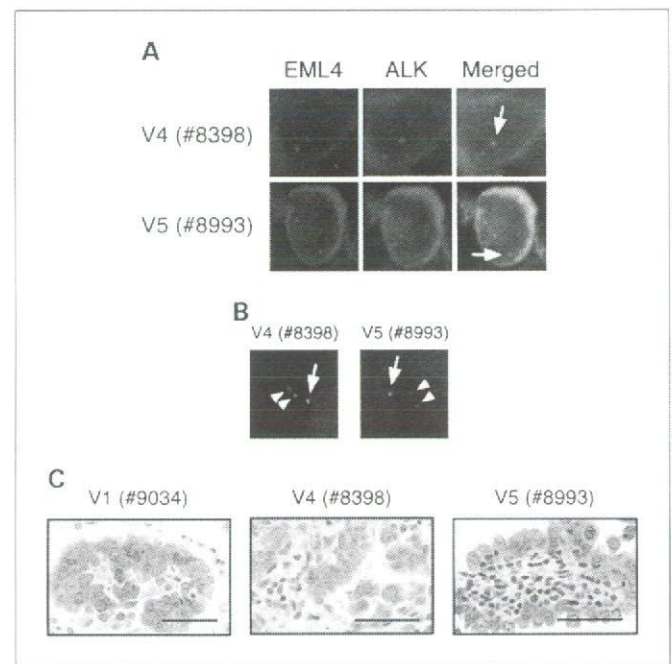 A
EML4 ALK Merged
V4 (#8398)
V5 (#8993)
B
V4 (#8398) V5 (#8993)
C
V1 (#9034) V4 (#8398) V5 (#8993)